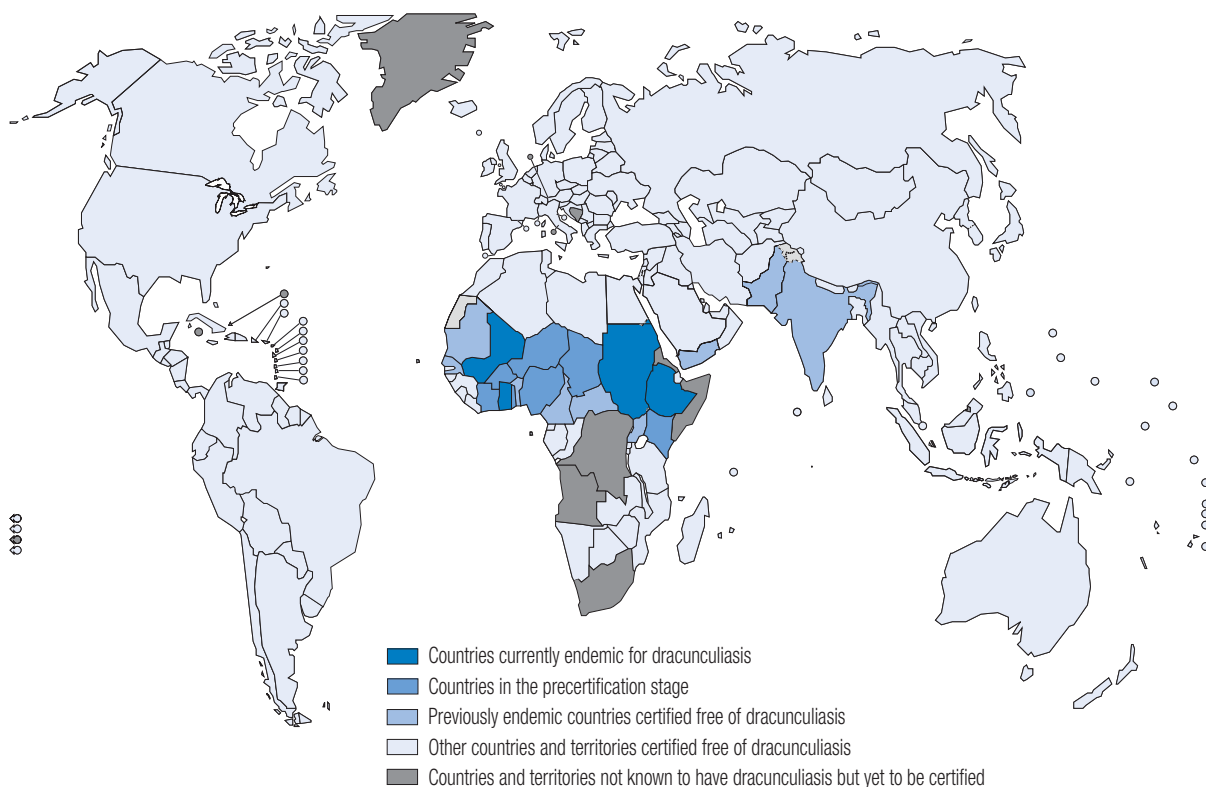 Countries currently endemic for dracunculiasis
Countries in the precertification stage
Previously endemic countries certified free of dracunculiasis
Other countries and territories certified free of dracunculiasis
Countries and territories not known to have dracunculiasis but yet to be certified